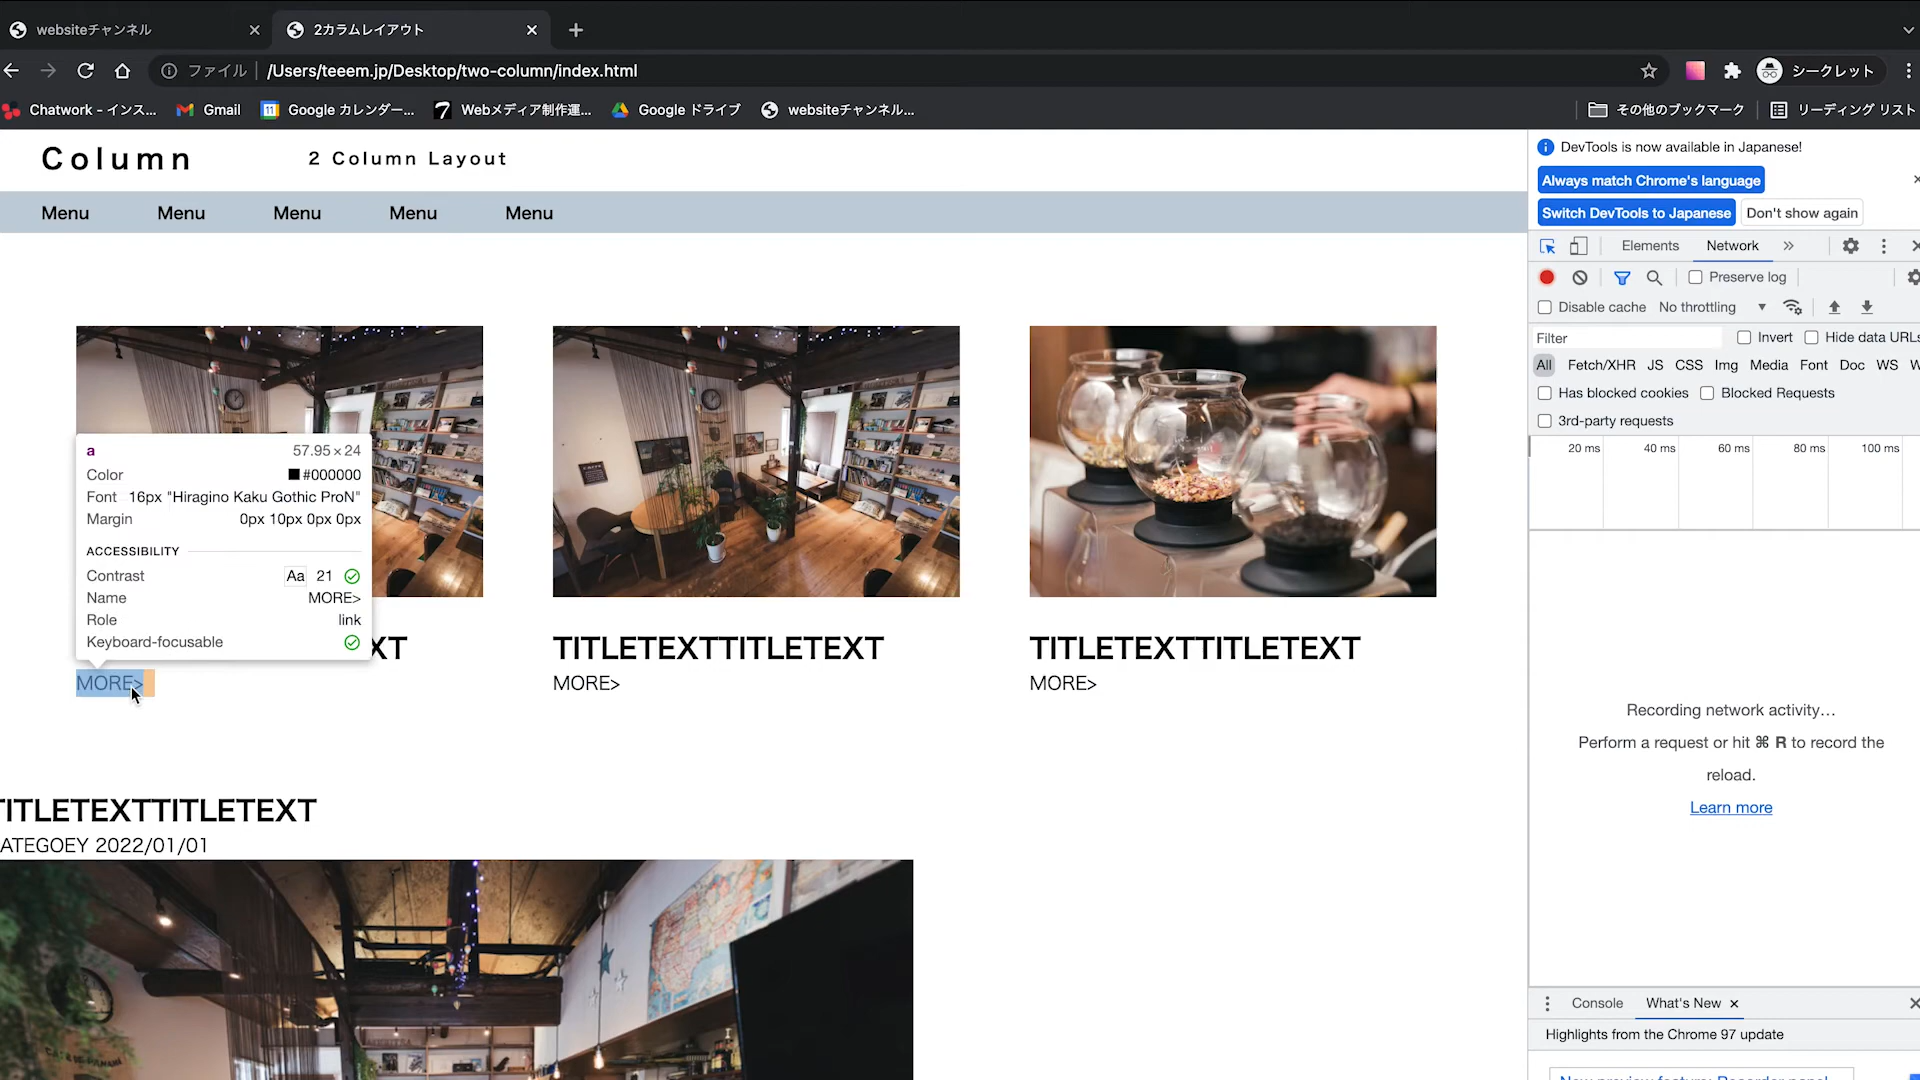 websiteチャンネル
2カラムレイアウト
ファイル
/Users/teeem.jp/Desktop/two-column/index.html
シークレット
Chatwork - インス...
Gmail
Google カレンダー...
Webメディア制作運...
Google ドライブ
websiteチャンネル...
その他のブックマーク
リーディング リスト
Column
2 Column Layout
Menu Menu Menu Menu Menu
a 57.95 × 24
Color #000000
Font 16px "Hiragino Kaku Gothic ProN"
Margin 0px 10px 0px 0px
ACCESSIBILITY
Contrast Aa 21
Name MORE>
Role link
Keyboard-focusable
XT
MORE>
TITLETEXTTITLETEXT
MORE>
TITLETEXTTITLETEXT
MORE>
TITLETEXTTITLETEXT
ATEGOEY 2022/01/01
DevTools is now available in Japanese!
Always match Chrome's language
Switch DevTools to Japanese
Don't show again
Elements Network
Preserve log
Disable cache No throttling
Filter Invert Hide data URLs
All Fetch/XHR JS CSS Img Media Font Doc WS W
Has blocked cookies Blocked Requests
3rd-party requests
20 ms 40 ms 60 ms 80 ms 100 ms
Recording network activity…
Perform a request or hit ⌘ R to record the
reload.
Learn more
Console What's New
Highlights from the Chrome 97 update
New preview feature: Recorder panel